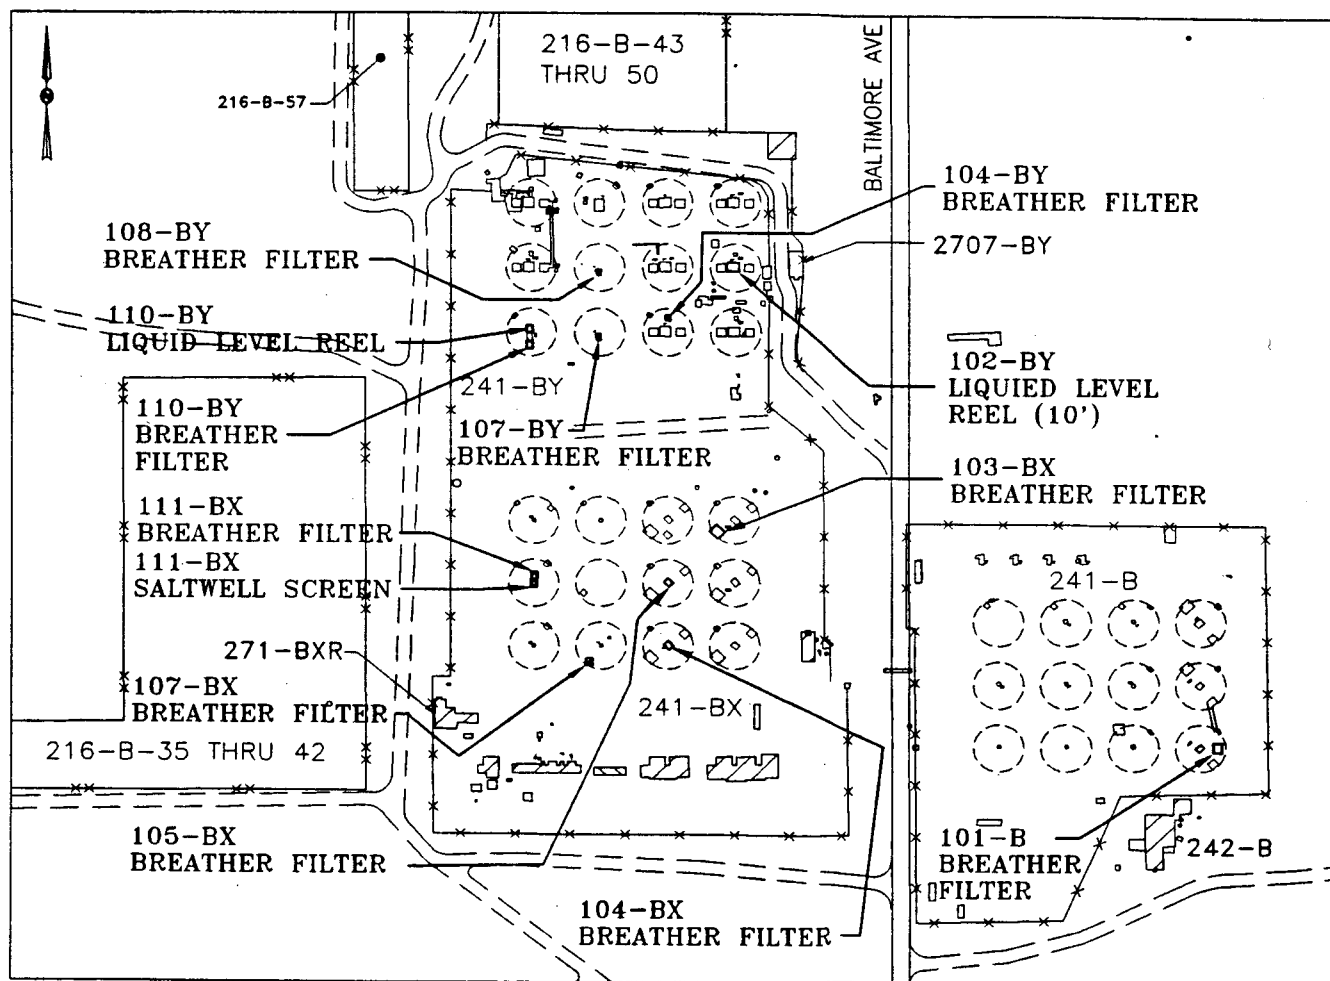 216-B-43
THRU 50
BALTIMORE AVE
216-B-57
104-BY
BREATHER FILTER
108-BY
BREATHER FILTER
2707-BY
110-BY
LIQUID LEVEL REEL
102-BY
LIQUIED LEVEL
REEL (10')
241-BY
110-BY
BREATHER
FILTER
107-BY
BREATHER FILTER
103-BX
BREATHER FILTER
111-BX
BREATHER FILTER
111-BX
SALTWELL SCREEN
241-B
271-BXR
107-BX
BREATHER FILTER
241-BX
216-B-35 THRU 42
105-BX
BREATHER FILTER
101-B
BREATHER
FILTER
242-B
104-BX
BREATHER FILTER